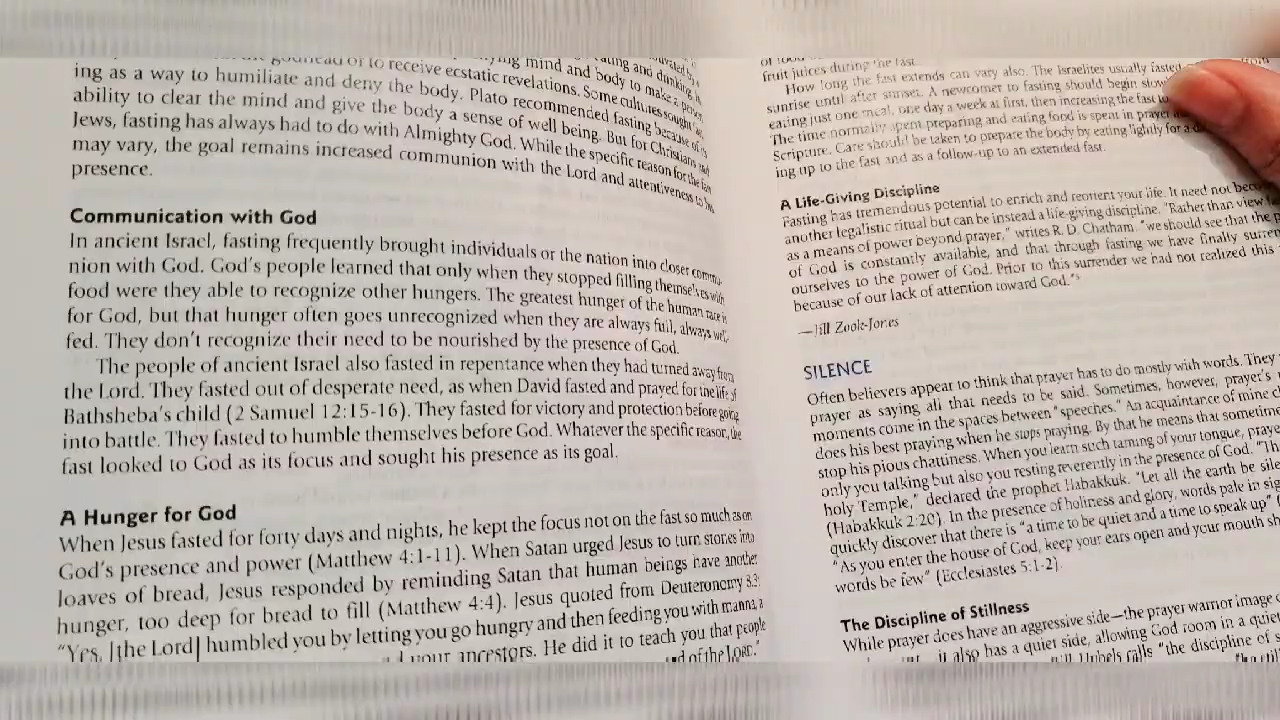 mind and body to make a
ing as a way to humiliate and deny the body. Plato recommended fasting because of its
ability to clear the mind and give the body a sense of well being. But for Christians and
Jews, fasting has always had to do with Almighty God. While the specific reason for the fast
may vary, the goal remains increased communion with the Lord and attentiveness to his
presence.
Communication with God
In ancient Israel, fasting frequently brought individuals or the nation into closer commu-
nion with God. God's people learned that only when they stopped filling themselves with
food were they able to recognize other hungers. The greatest hunger of the human race is
for God, but that hunger often goes unrecognized when they are always full, always well
fed. They don't recognize their need to be nourished by the presence of God.
The people of ancient Israel also fasted in repentance when they had turned away from
the Lord. They fasted out of desperate need, as when David fasted and prayed for the life of
Bathsheba's child (2 Samuel 12:15-16). They fasted for victory and protection before going
into battle. They fasted to humble themselves before God. Whatever the specific reason, the
fast looked to God as its focus and sought his presence as its goal.
A Hunger for God
When Jesus fasted for forty days and nights, he kept the focus not on the fast so much as on
God's presence and power (Matthew 4:1-11). When Satan urged Jesus to turn stones into
loaves of bread, Jesus responded by reminding Satan that human beings have another
hunger, too deep for bread to fill (Matthew 4:4). Jesus quoted from Deuteronomy 8:3:
"Yes, [the Lord] humbled you by letting you go hungry and then feeding you with manna, a
your ancestors. He did it to teach you that people
fruit juices during the fast.
How long the fast extends can vary also. The Israelites usually fasted
sunrise until after sunset. A newcomer to fasting should begin
eating just one meal, one day a week at first, then increasing the fast to
The time normally spent preparing and eating food is spent in prayer
Scripture. Care should be taken to prepare the body by eating lightly for a
ing up to the fast and as a follow-up to an extended fast.
A Life-Giving Discipline
Fasting has tremendous potential to enrich and reorient your life. It need not
another legalistic ritual but can be instead a life-giving discipline. "Rather than view
as a means of power beyond prayer," writes R. D. Chatham, "we should see that the
of God is constantly available, and that through fasting we have finally
ourselves to the power of God. Prior to this surrender we had not realized this
because of our lack of attention toward God."5
—Jill Zook-Jones
SILENCE
Often believers appear to think that prayer has to do mostly with words. They
prayer as saying all that needs to be said. Sometimes, however, prayer's
moments come in the spaces between "speeches." An acquaintance of mine
does his best praying when he stops praying. By that he means that
stop his pious chattiness. When you learn such taming of your tongue,
only you talking but also you resting reverently in the presence of God.
holy Temple," declared the prophet Habakkuk. "Let all the earth be
(Habakkuk 2:20). In the presence of holiness and glory, words pale in
quickly discover that there is "a time to be quiet and a time to speak up"
"As you enter the house of God, keep your ears open and your mouth
words be few" (Ecclesiastes 5:1-2).
The Discipline of Stillness
While prayer does have an aggressive side—the prayer warrior image
it also has a quiet side, allowing God room in a
calls "the discipline of